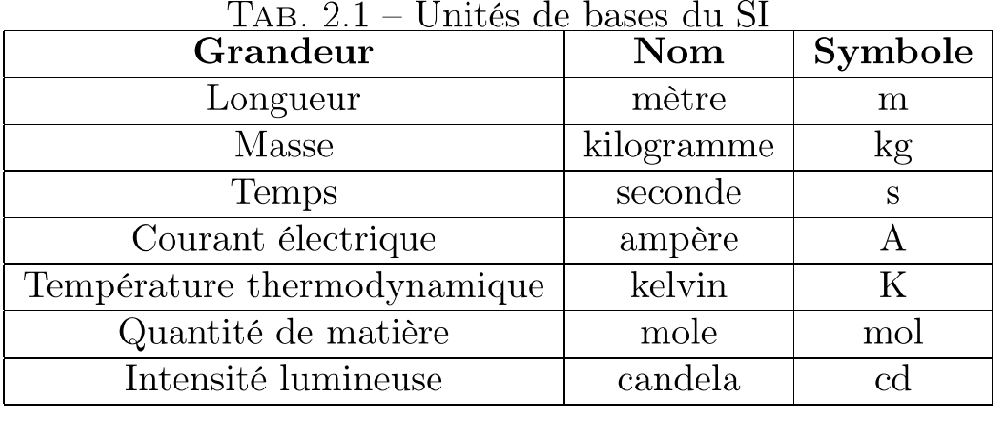 TAB. 2.1 – Unités de bases du SI
Grandeur Nom Symbole
Longueur mètre m
Masse kilogramme kg
Temps seconde s
Courant électrique ampère A
Température thermodynamique kelvin K
Quantité de matière mole mol
Intensité lumineuse candela cd